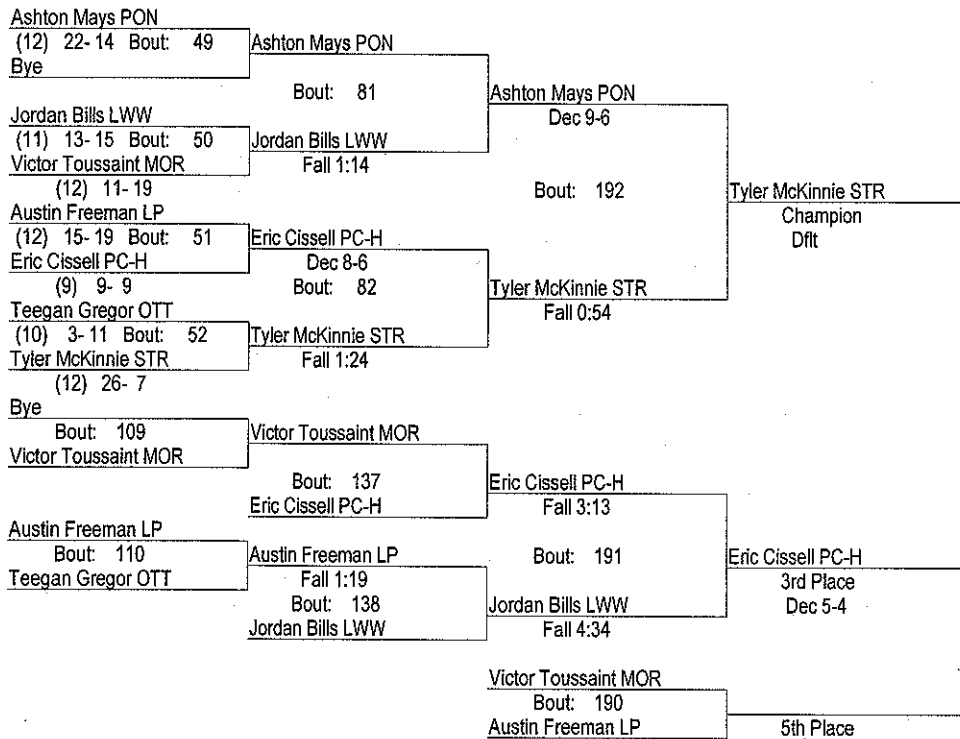 Ashton Mays PON
(12) 22- 14 Bout: 49
Bye
Ashton Mays PON
Bout: 81
Jordan Bills LWW
(11) 13- 15 Bout: 50
Victor Toussaint MOR
(12) 11- 19
Jordan Bills LWW
Fall 1:14
Ashton Mays PON
Dec 9-6
Bout: 192
Austin Freeman LP
(12) 15- 19 Bout: 51
Eric Cissell PC-H
(9) 9- 9
Eric Cissell PC-H
Dec 8-6
Bout: 82
Teegan Gregor OTT
(10) 3- 11 Bout: 52
Tyler McKinnie STR
(12) 26- 7
Tyler McKinnie STR
Fall 1:24
Tyler McKinnie STR
Fall 0:54
Tyler McKinnie STR
Champion
Dflt
Bye
Bout: 109
Victor Toussaint MOR
Victor Toussaint MOR
Bout: 137
Eric Cissell PC-H
Eric Cissell PC-H
Fall 3:13
Bout: 191
Austin Freeman LP
Bout: 110
Teegan Gregor OTT
Austin Freeman LP
Fall 1:19
Bout: 138
Jordan Bills LWW
Jordan Bills LWW
Fall 4:34
Eric Cissell PC-H
3rd Place
Dec 5-4
Victor Toussaint MOR
Bout: 190
Austin Freeman LP
5th Place